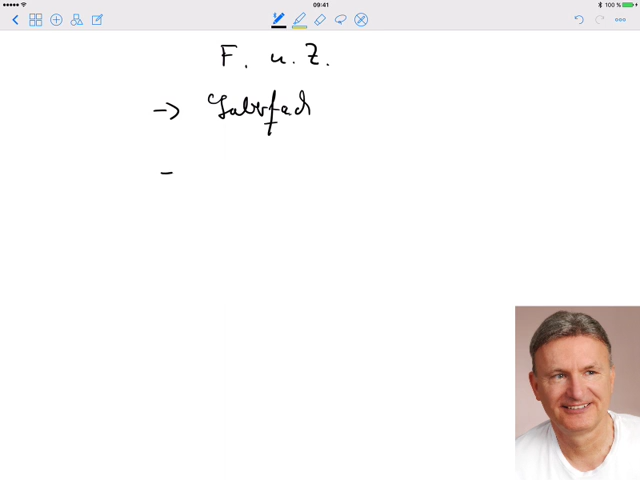 09:41
100 %
F. u. Z.
→
-